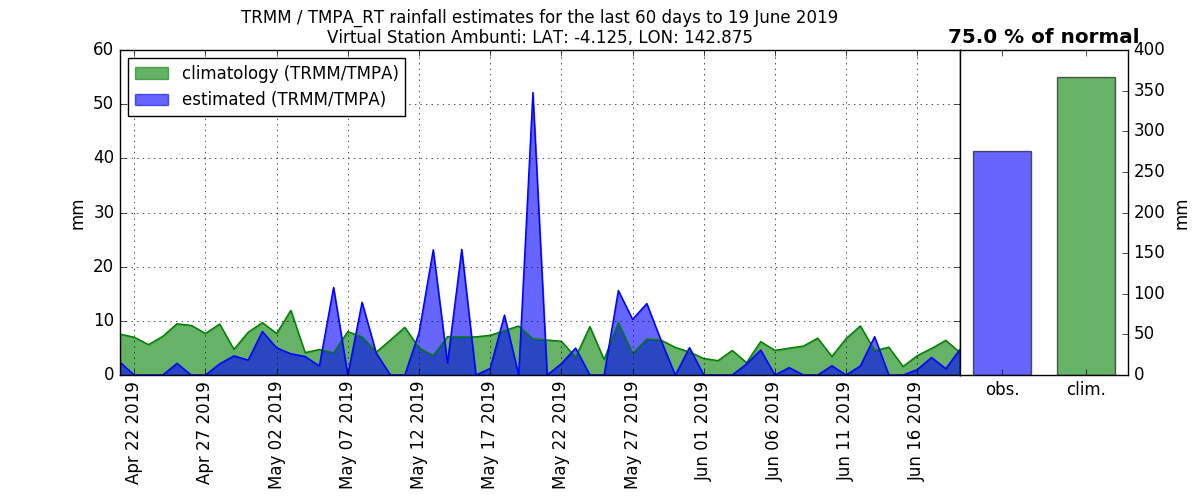 TRMM / TMPA_RT rainfall estimates for the last 60 days to 19 June 2019
Virtual Station Ambunti: LAT: -4.125, LON: 142.875
75.0 % of normal
climatology (TRMM/TMPA)
estimated (TRMM/TMPA)
60
50
40
30
20
10
0
mm
Apr 22 2019
Apr 27 2019
May 02 2019
May 07 2019
May 12 2019
May 17 2019
May 22 2019
May 27 2019
Jun 01 2019
Jun 06 2019
Jun 11 2019
Jun 16 2019
obs.
clim.
400
350
300
250
200
150
100
50
0
mm